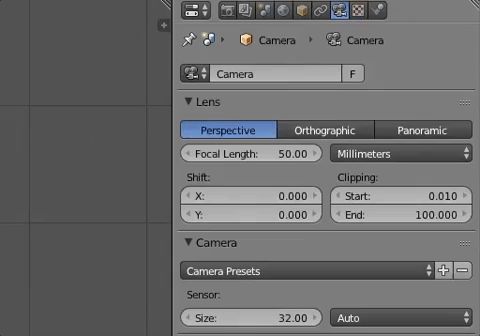 Camera Camera
Camera F
Lens
Perspective Orthographic Panoramic
Focal Length: 50.00 Millimeters
Shift: Clipping:
X: 0.000 Start: 0.010
Y: 0.000 End: 100.000
Camera
Camera Presets
Sensor:
Size: 32.00 Auto